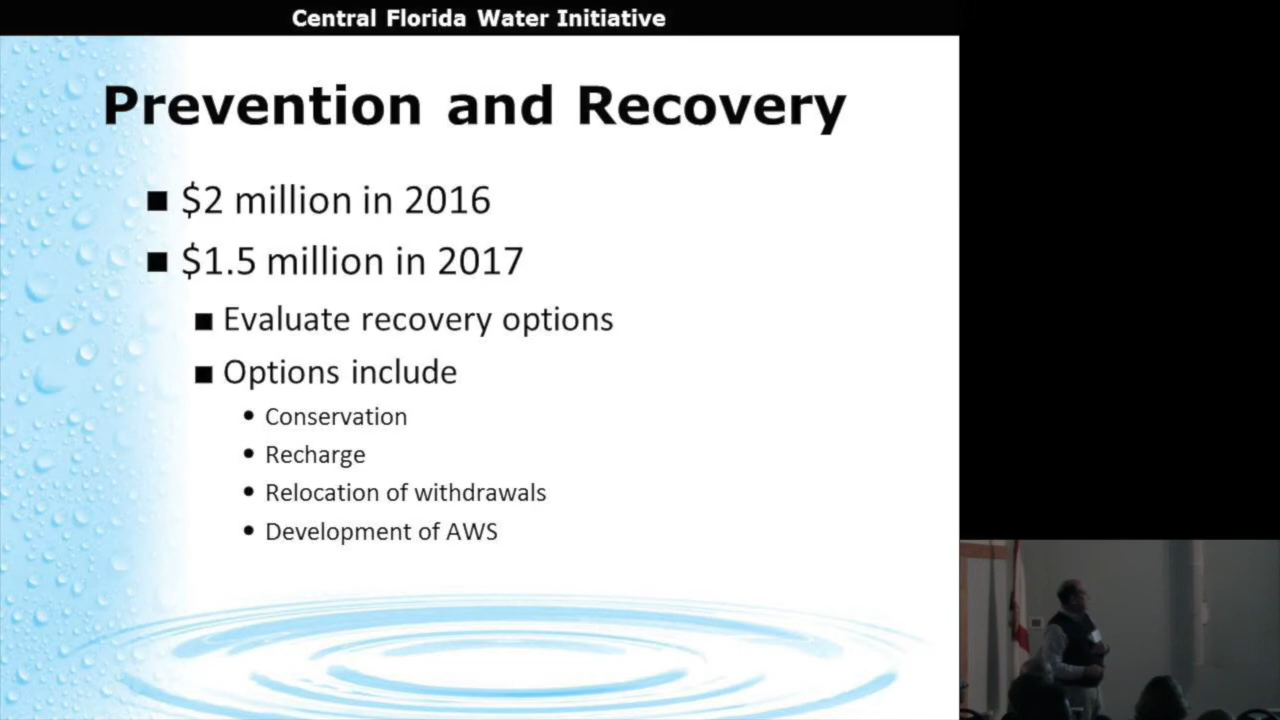 Central Florida Water Initiative
Prevention and Recovery
$2 million in 2016
$1.5 million in 2017
Evaluate recovery options
Options include
Conservation
Recharge
Relocation of withdrawals
Development of AWS